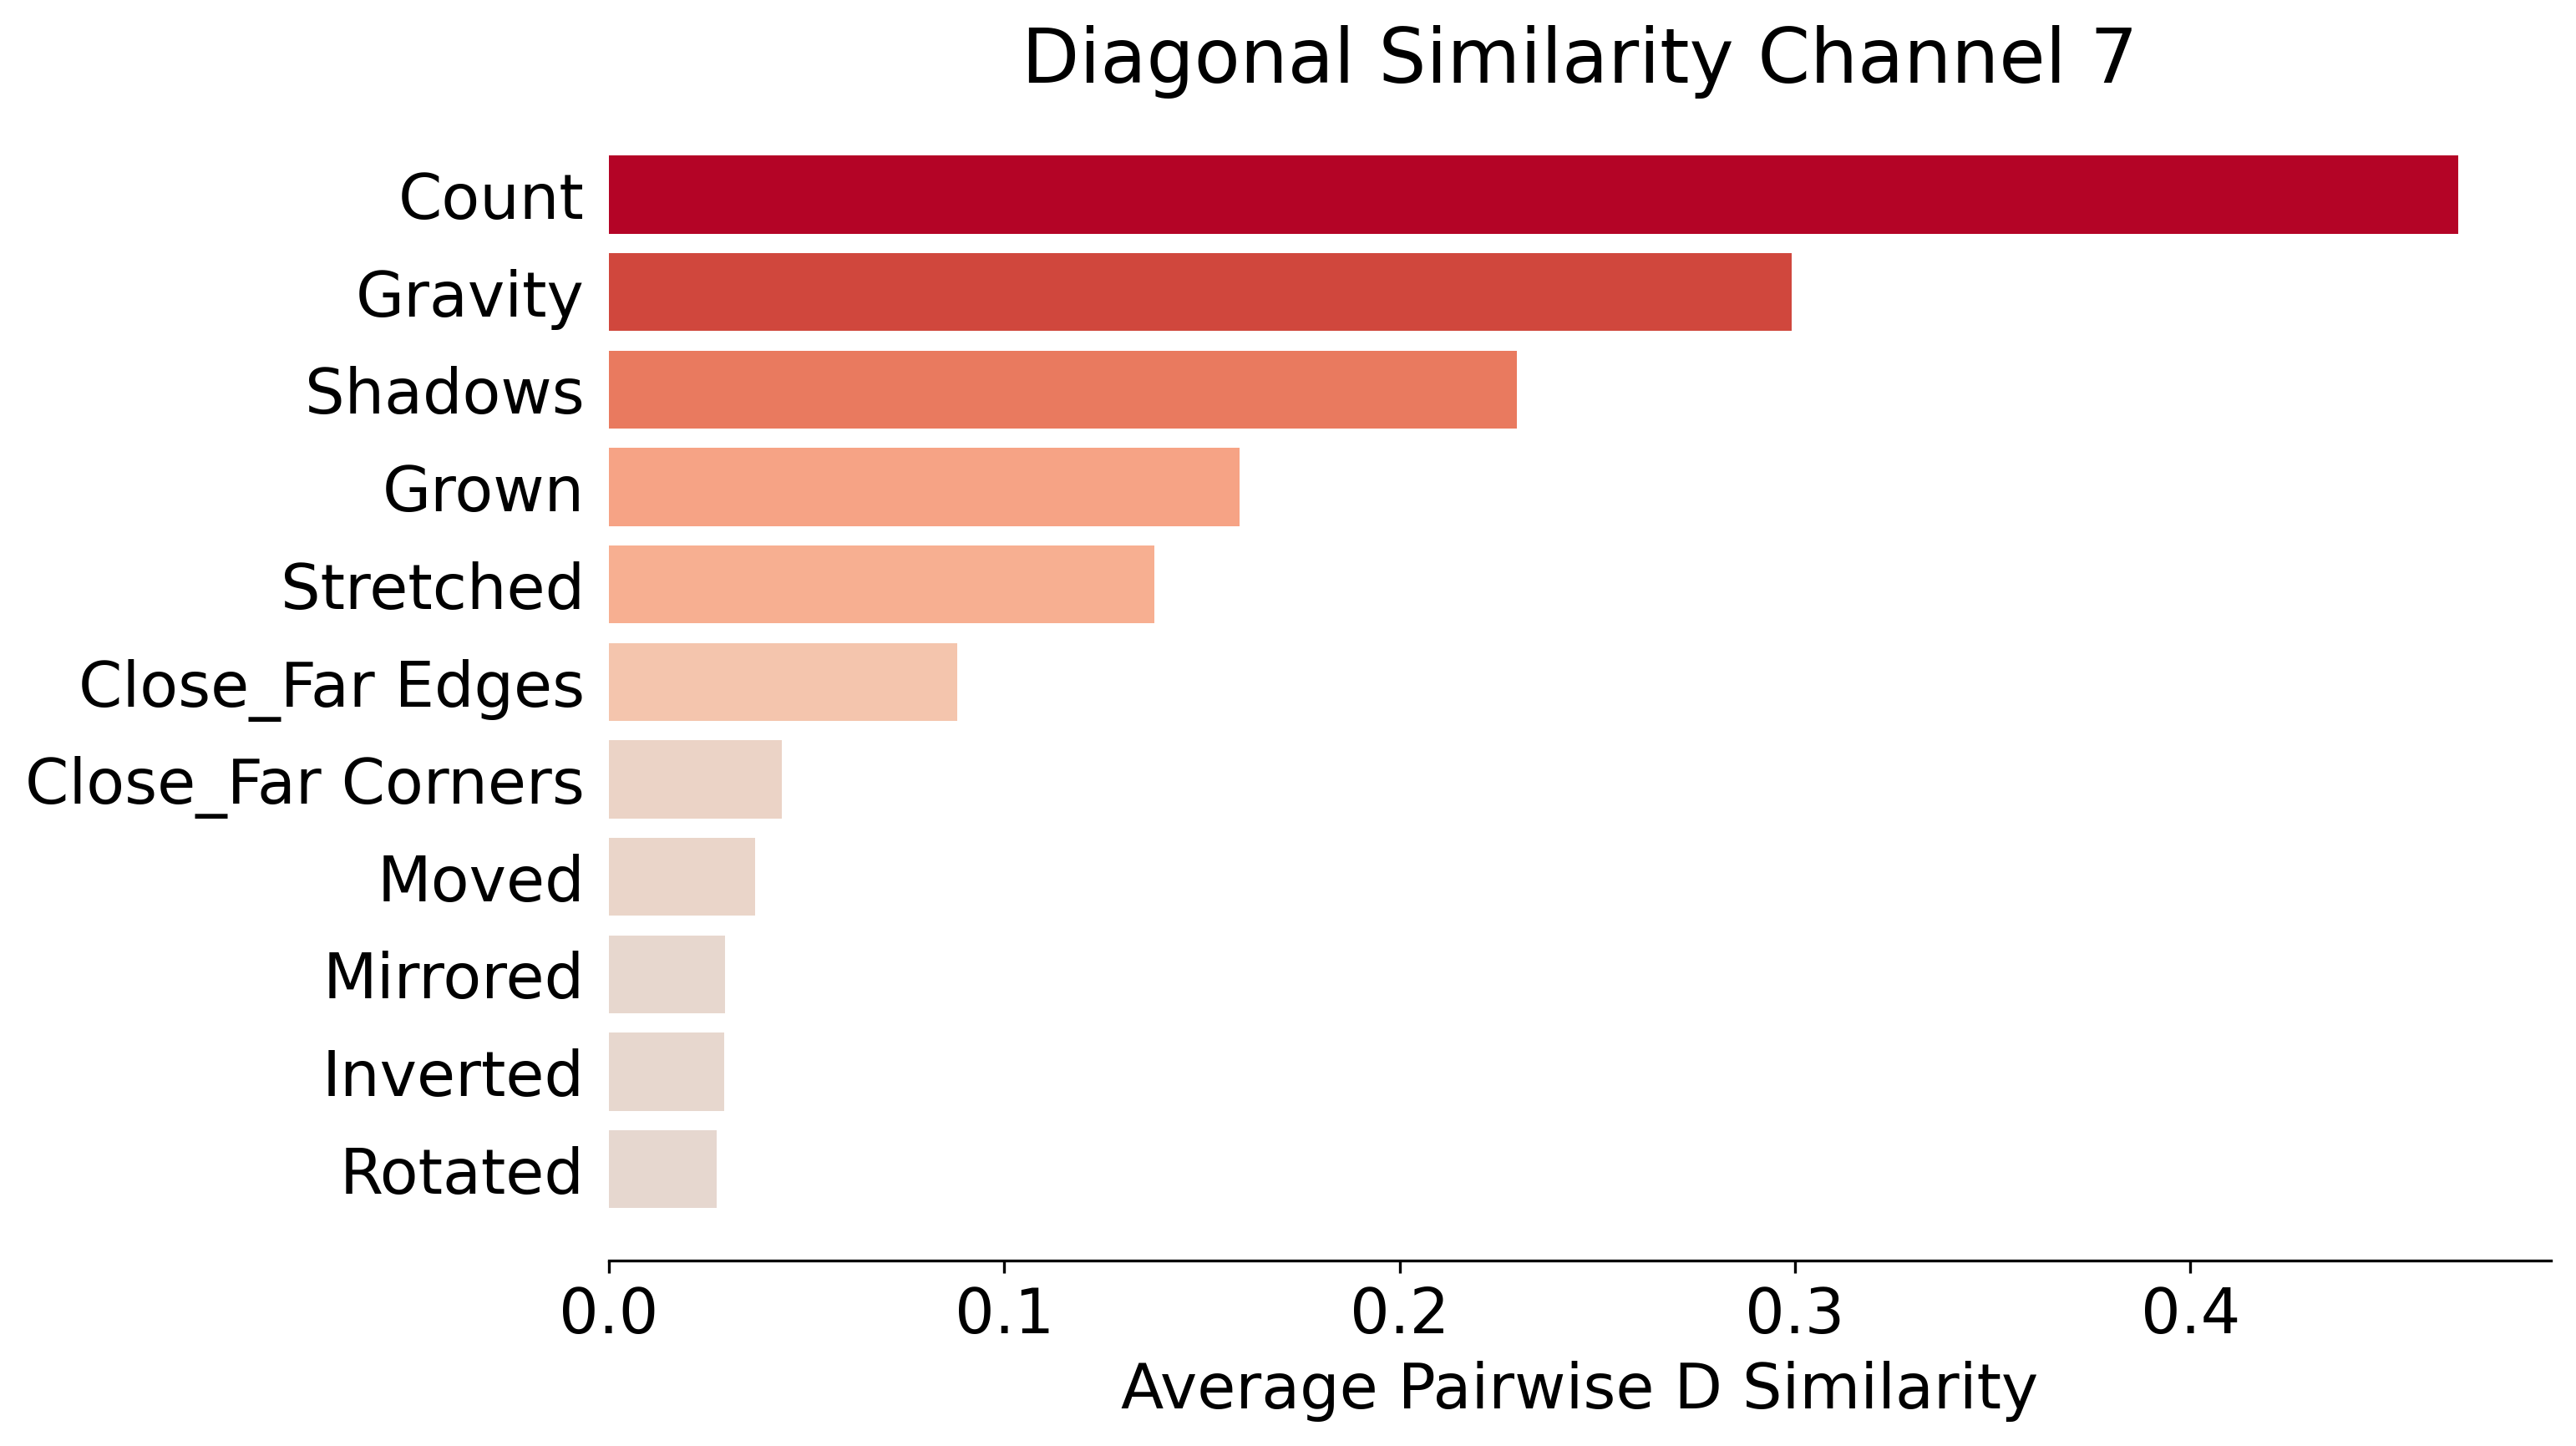 Diagonal Similarity Channel 7
Count
Gravity
Shadows
Grown
Stretched
Close_Far Edges
Close_Far Corners
Moved
Mirrored
Inverted
Rotated
0.0 0.1 0.2 0.3 0.4
Average Pairwise D Similarity